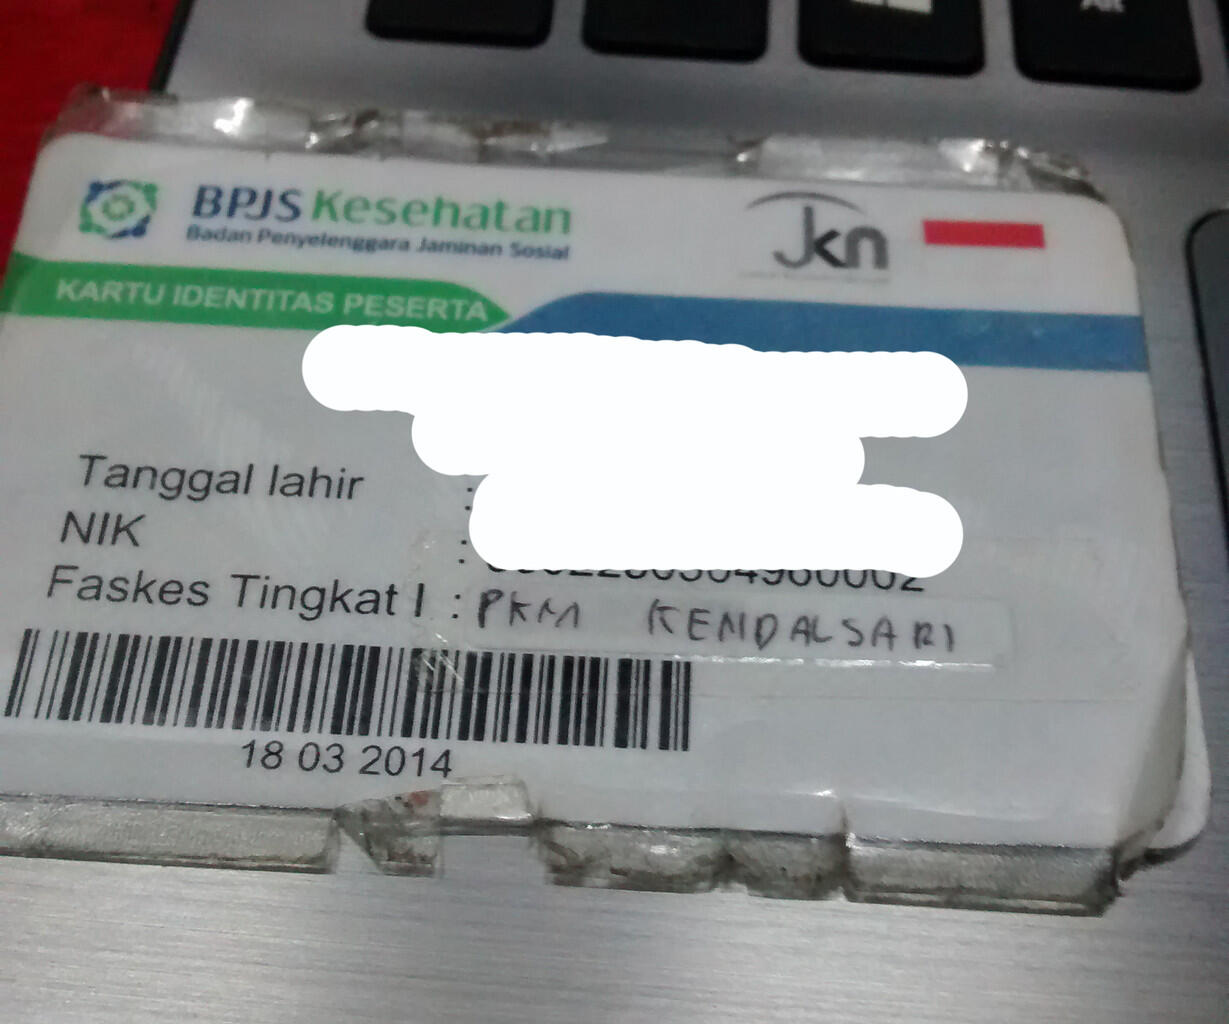 Alt
BPJS Kesehatan
Badan Penyelenggara Jaminan Sosial
jkn
KARTU IDENTITAS PESERTA
Tanggal lahir :
NIK :
Faskes Tingkat I : PKM KENDALSARI
18 03 2014